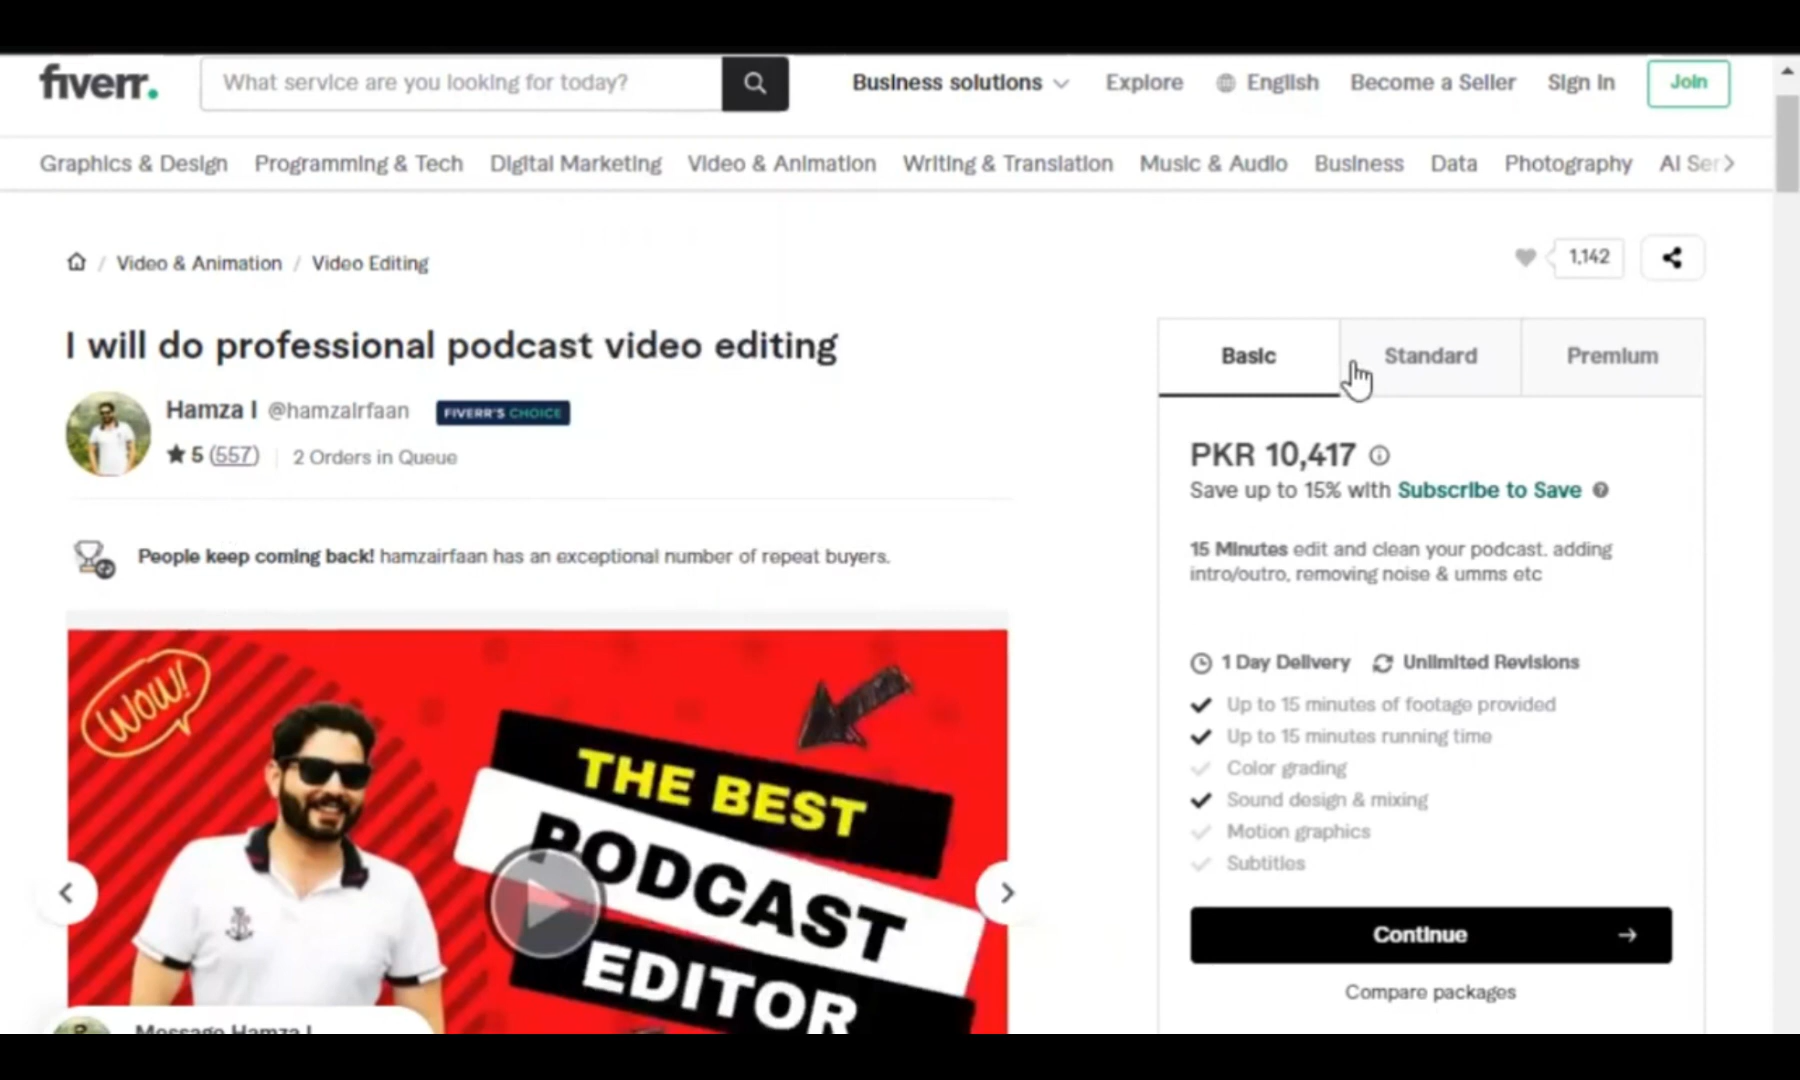 fiverr.
What service are you looking for today?
Business solutions
Explore
English
Become a Seller
Sign In
Join
Graphics & Design
Programming & Tech
Digital Marketing
Video & Animation
Writing & Translation
Music & Audio
Business
Data
Photography
AI Ser
Video & Animation / Video Editing
1,142
I will do professional podcast video editing
Hamza I @hamzairfaan FIVERR'S CHOICE
5 (557) 2 Orders in Queue
People keep coming back! hamzairfaan has an exceptional number of repeat buyers.
WOW!
THE BEST
PODCAST
EDITOR
Message Hamza I
Basic
Standard
Premium
PKR 10,417
Save up to 15% with Subscribe to Save
15 Minutes edit and clean your podcast. adding
intro/outro, removing noise & umms etc
1 Day Delivery
Unlimited Revisions
Up to 15 minutes of footage provided
Up to 15 minutes running time
Color grading
Sound design & mixing
Motion graphics
Subtitles
Continue
Compare packages